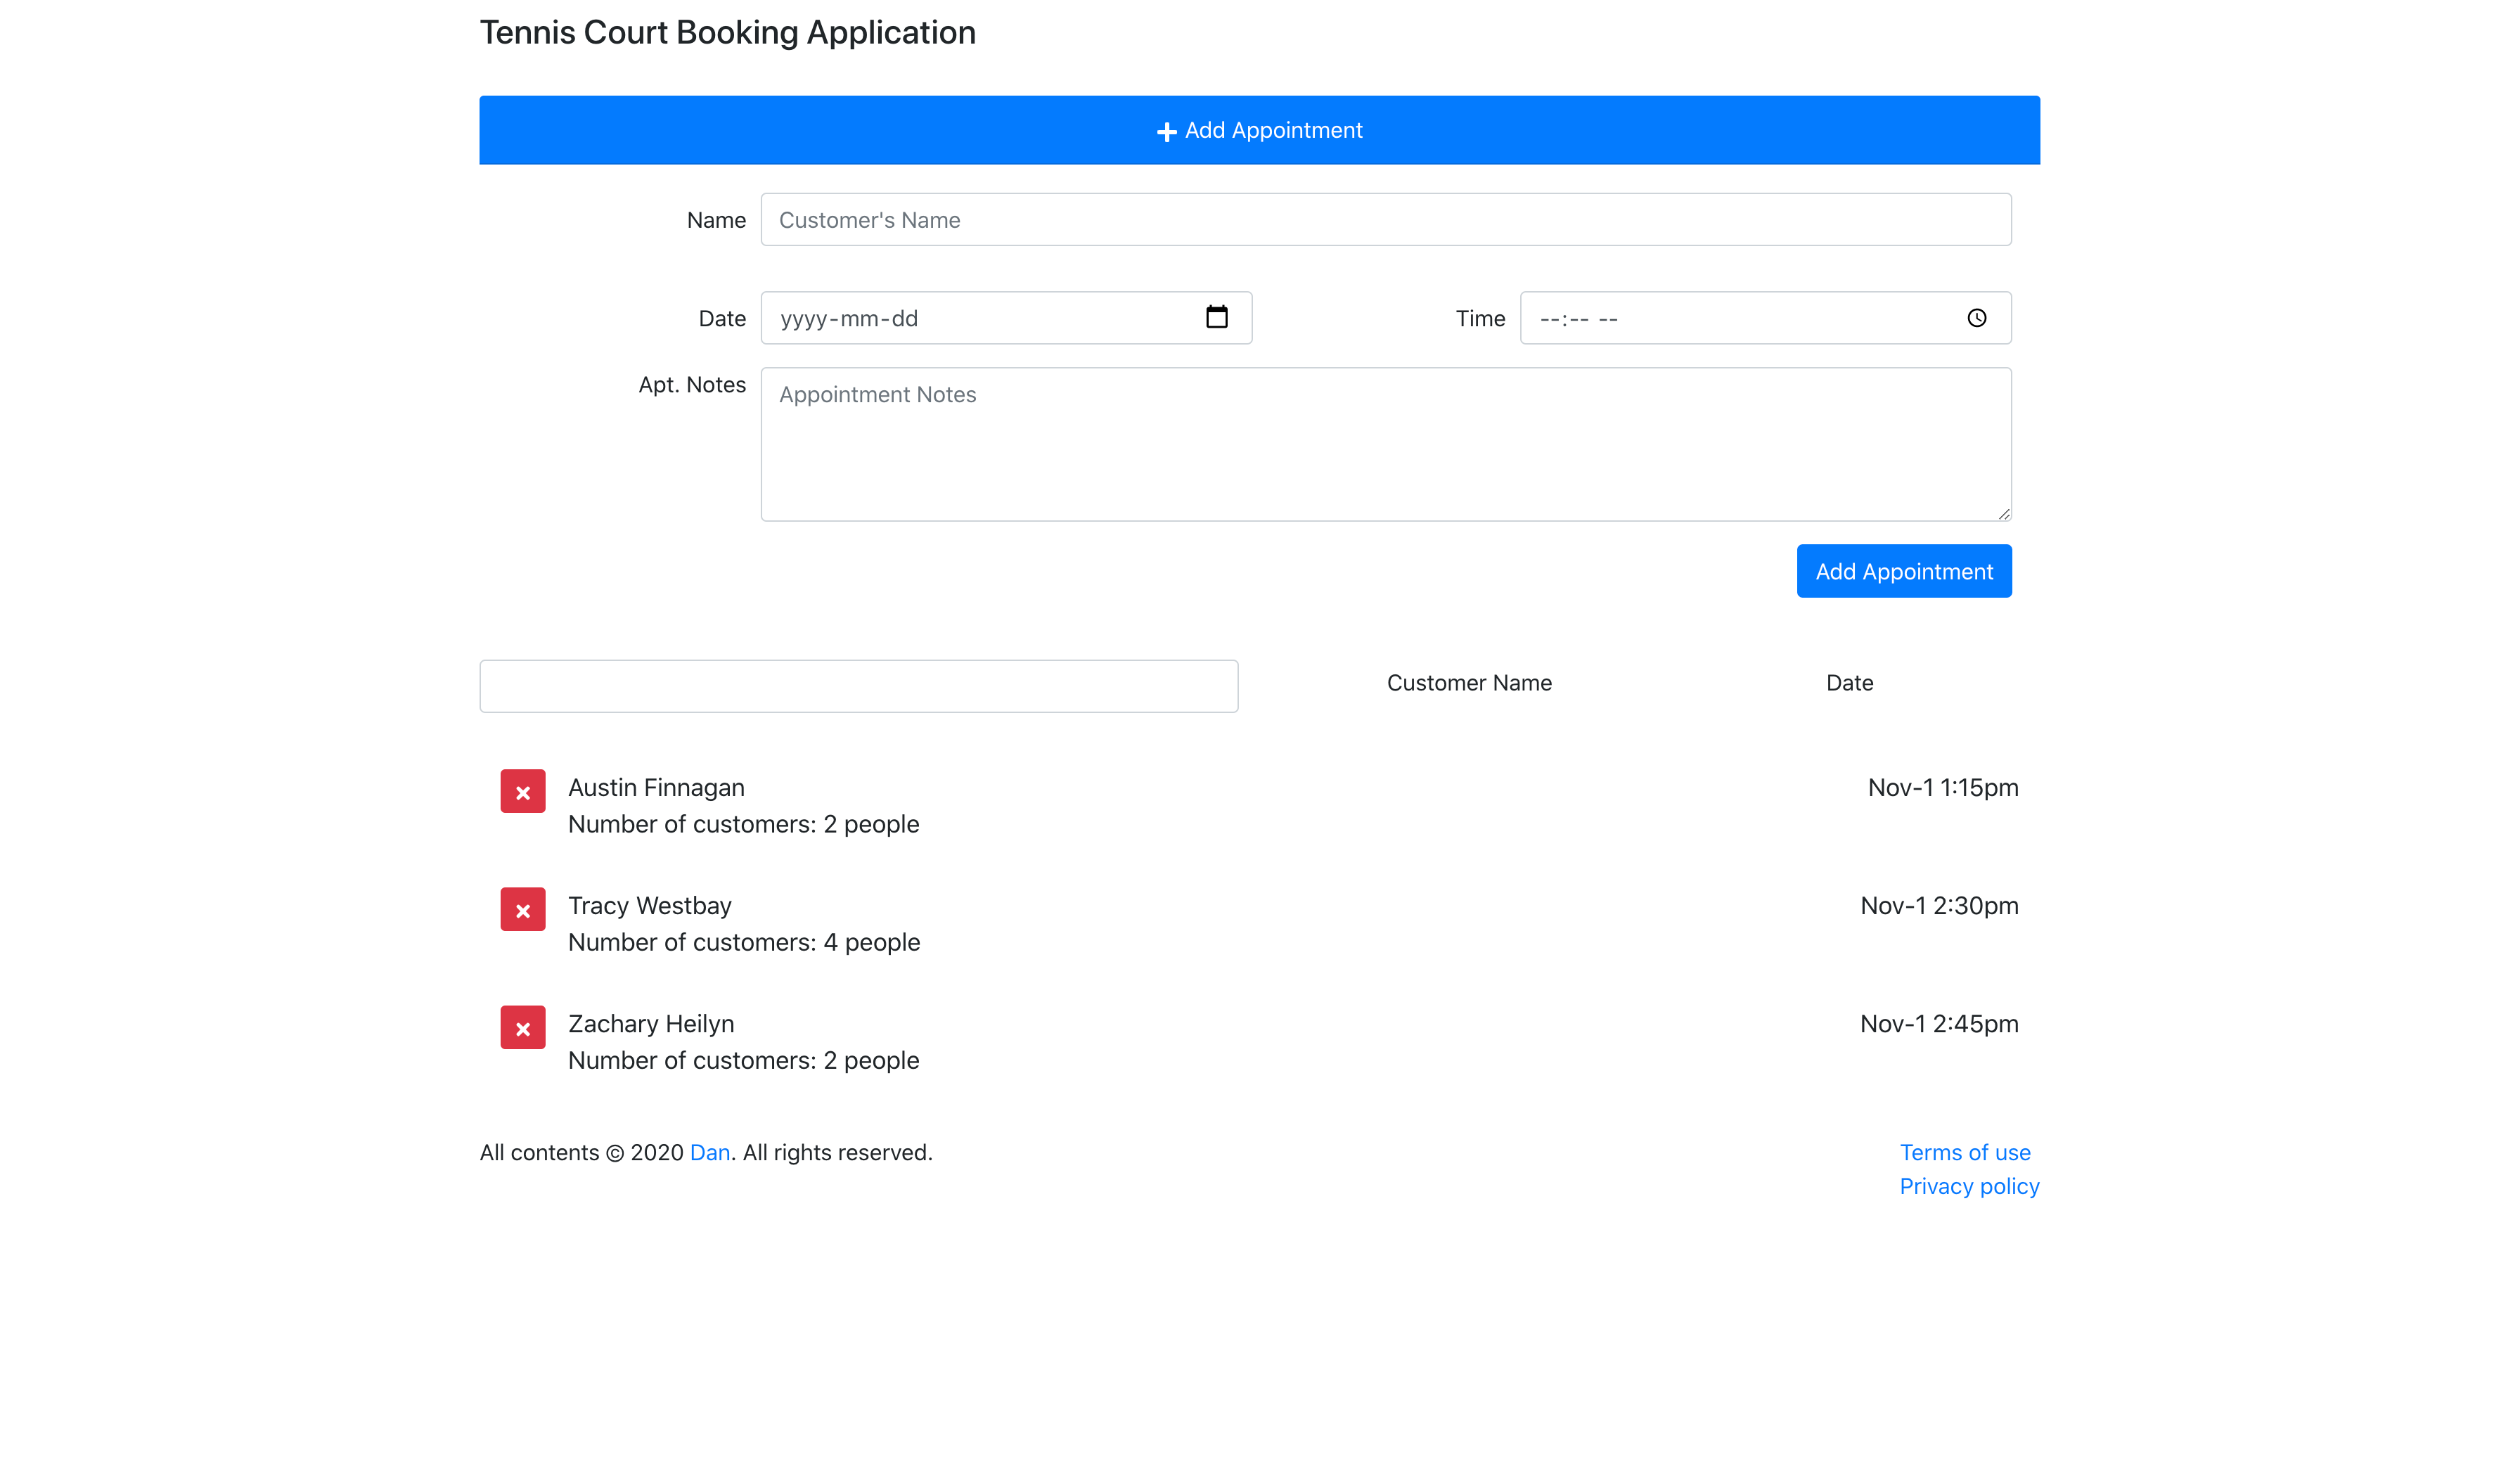 Tennis Court Booking Application
Add Appointment
Name Customer's Name
Date yyyy-mm-dd Time --:-- --
Apt. Notes Appointment Notes
Add Appointment
Customer Name Date
Austin Finnagan Nov-1 1:15pm
Number of customers: 2 people
Tracy Westbay Nov-1 2:30pm
Number of customers: 4 people
Zachary Heilyn Nov-1 2:45pm
Number of customers: 2 people
All contents © 2020 Dan. All rights reserved. Terms of use
Privacy policy